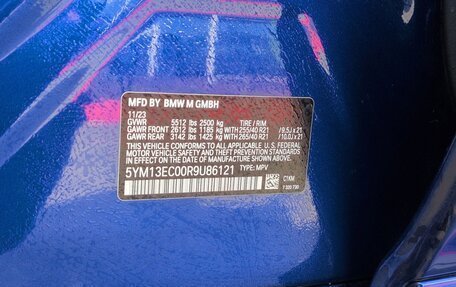 MFD BY BMW M GMBH
11/23
GVWR 5512 lbs 2500 kg TIRE / RIM
GAWR FRONT 2612 lbs 1185 kg WITH 255/40 R21 / 9.5J x 21
GAWR REAR 3142 lbs 1425 kg WITH 265/40 R21 / 10.0J x 21
THIS VEHICLE CONFORMS TO ALL APPLICABLE
U. S. FEDERAL
MOTOR VEHICLE SAFETY, BUMPER, AND THEFT
PREVENTION STANDARDS IN EFFECT ON THE
DATE OF MANUFACTURE SHOWN ABOVE.
5YM13EC00R9U86121 TYPE: MPV
C1XM